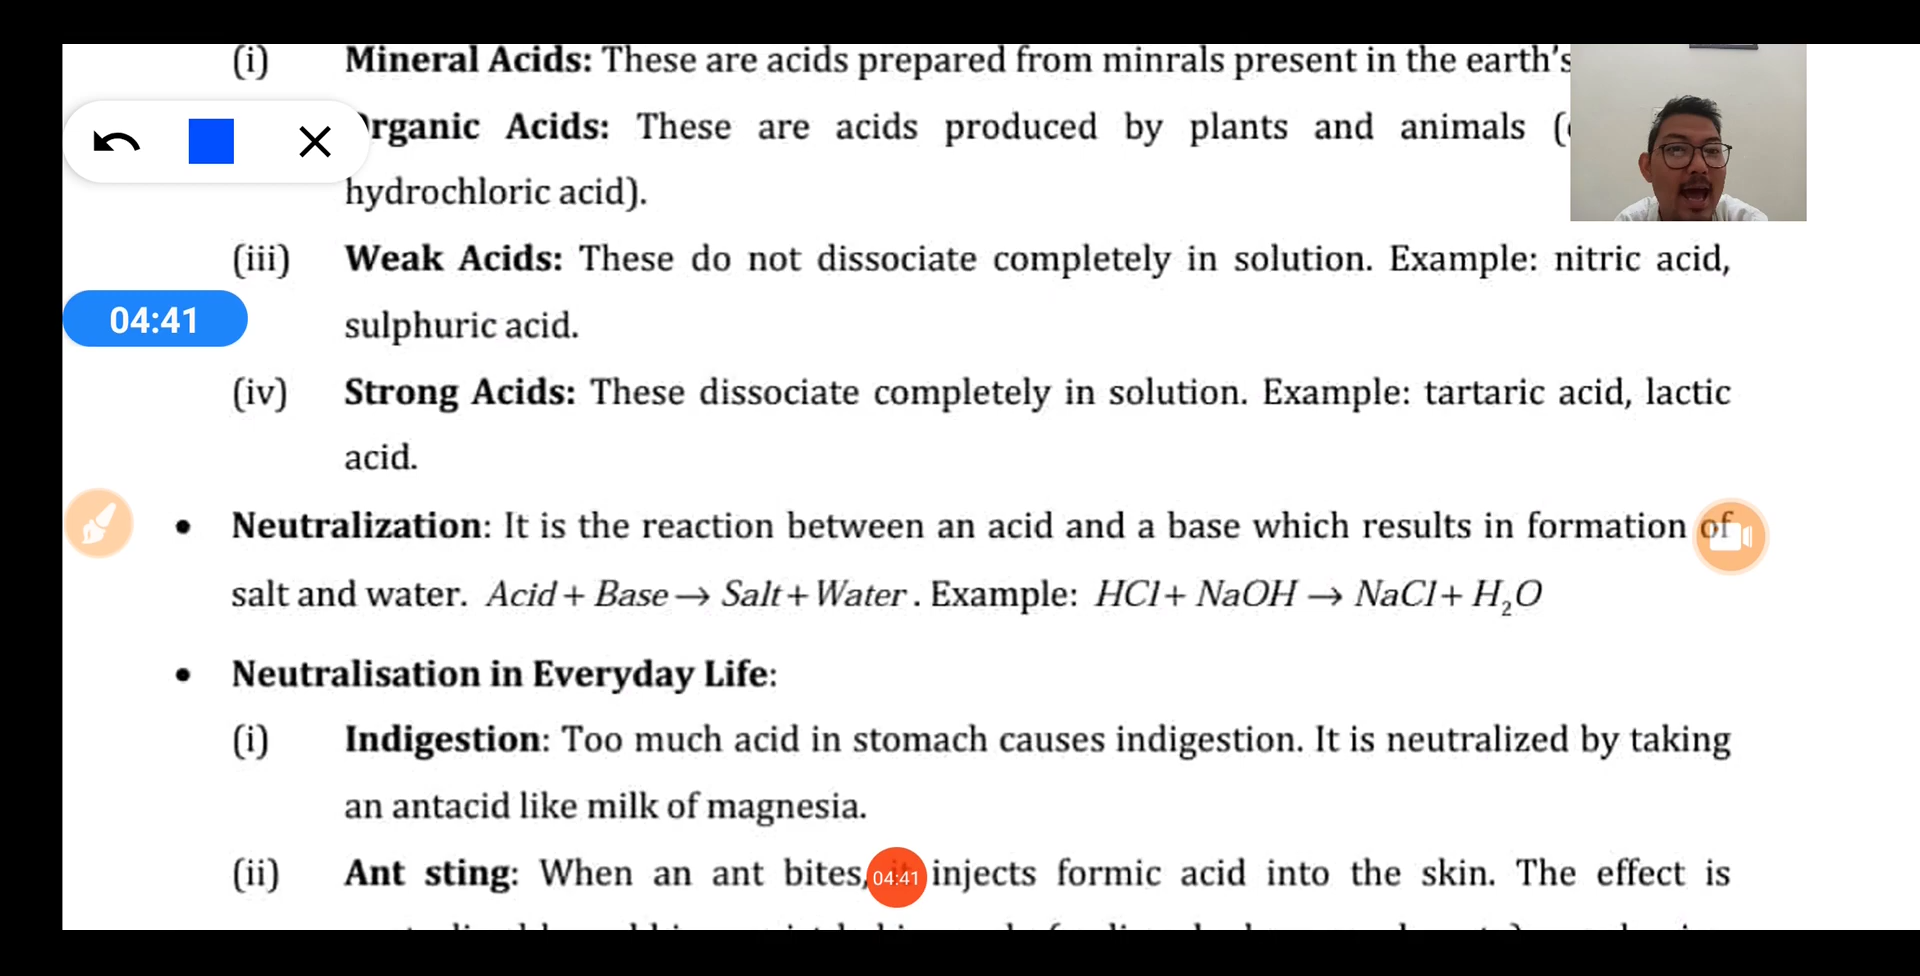 (i) Mineral Acids: These are acids prepared from minrals present in the earth's
rganic Acids: These are acids produced by plants and animals (
hydrochloric acid).
(iii) Weak Acids: These do not dissociate completely in solution. Example: nitric acid,
04:41
sulphuric acid.
(iv) Strong Acids: These dissociate completely in solution. Example: tartaric acid, lactic
acid.
• Neutralization: It is the reaction between an acid and a base which results in formation of
salt and water. Acid + Base → Salt + Water . Example: HCl + NaOH → NaCl + H₂O
• Neutralisation in Everyday Life:
(i) Indigestion: Too much acid in stomach causes indigestion. It is neutralized by taking
an antacid like milk of magnesia.
(ii) Ant sting: When an ant bites, injects formic acid into the skin. The effect is
04:41